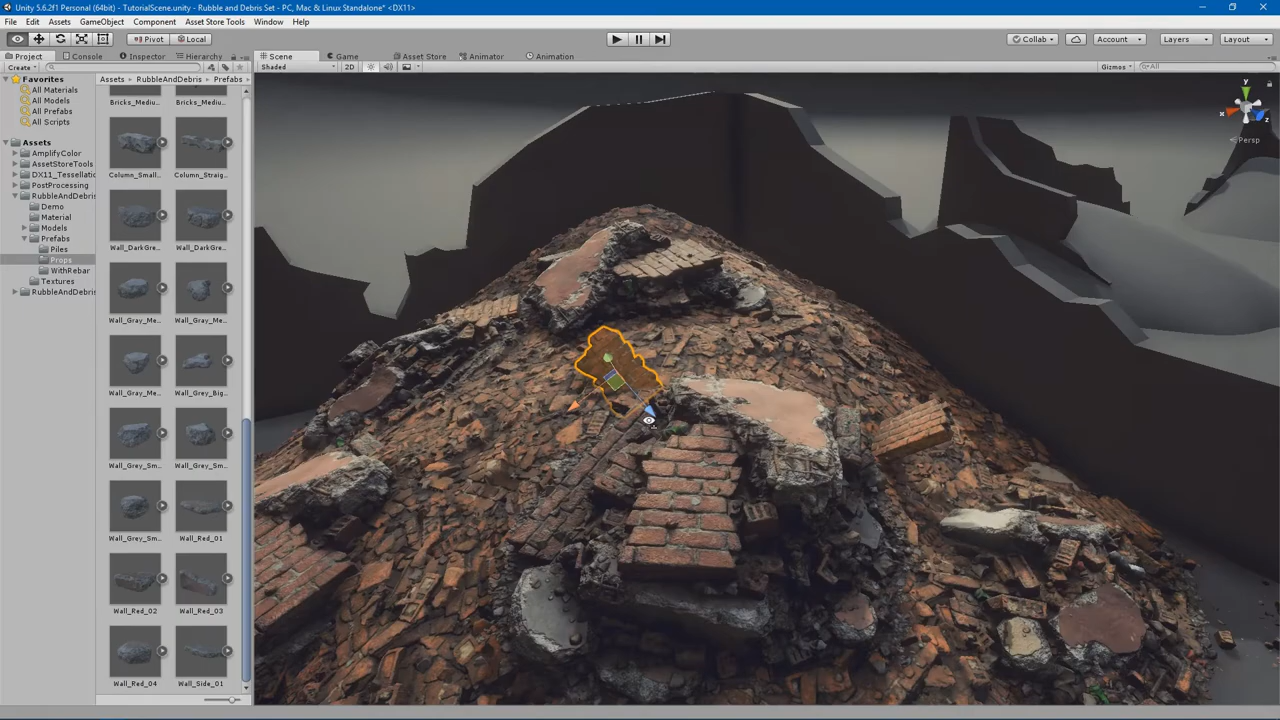 Unity 5.6.2f1 Personal (64bit) - TutorialScene.unity - Rubble and Debris Set - PC, Mac & Linux Standalone* <DX11>
File Edit Assets GameObject Component Asset Store Tools Window Help
Pivot Local Collab Account Layers Layout
Project Console Inspector Hierarchy Scene Game Asset Store Animator Animation
Create Shaded 2D Gizmos All
Favorites
All Materials
All Models
All Prefabs
All Scripts
Assets
AmplifyColor
AssetStoreTools
DX11_Tessellatio
PostProcessing
RubbleAndDebris
Demo
Material
Models
Prefabs
Piles
Props
WithRebar
Textures
RubbleAndDebris
Assets RubbleAndDebris Prefabs
Bricks_Mediu... Bricks_Mediu...
Column_Small... Column_Straig...
Wall_DarkGre... Wall_DarkGre...
Wall_Gray_Me... Wall_Gray_Me...
Wall_Gray_Me... Wall_Grey_Big...
Wall_Grey_Sm... Wall_Grey_Sm...
Wall_Grey_Sm... Wall_Red_01
Wall_Red_02 Wall_Red_03
Wall_Red_04 Wall_Side_01
y
x z
Persp